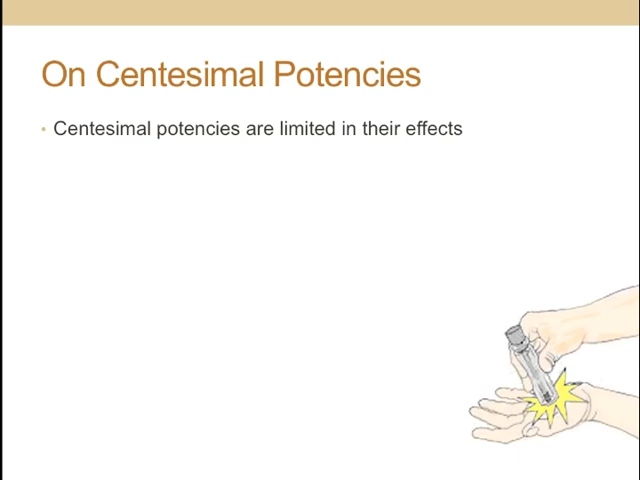 On Centesimal Potencies
• Centesimal potencies are limited in their effects